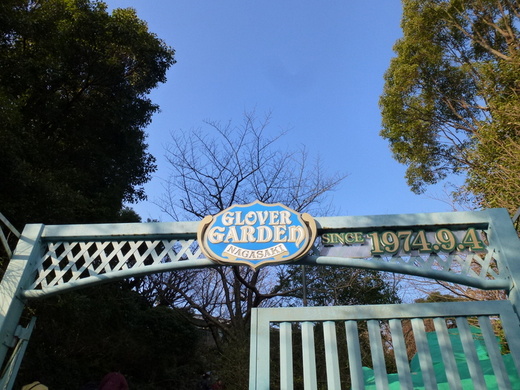 GLOVER
GARDEN
NAGASAKI
SINCE 1974.9.4